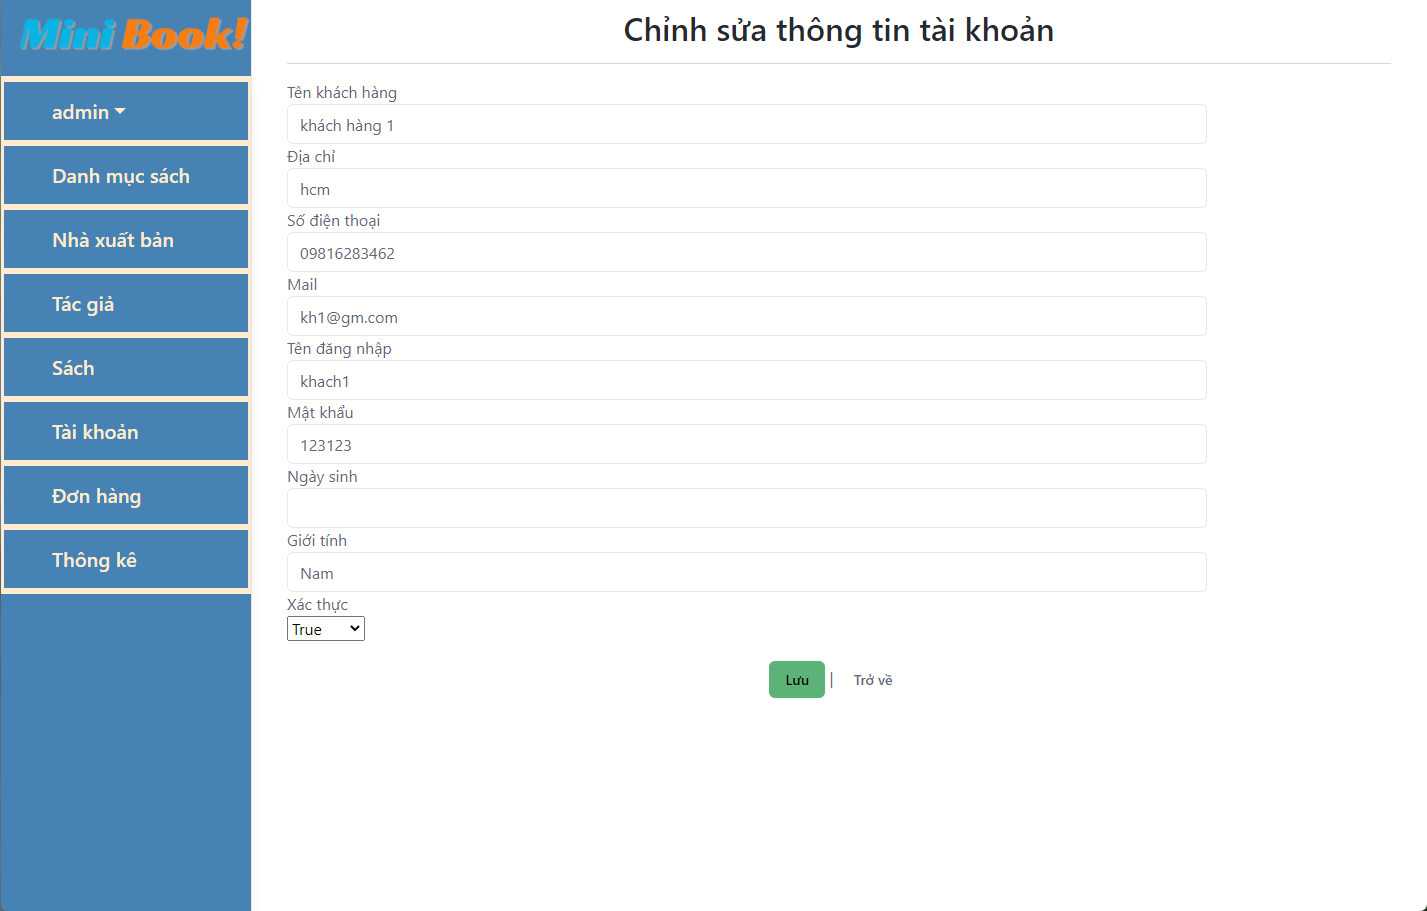 Mini Book!
admin
Danh mục sách
Nhà xuất bản
Tác giả
Sách
Tài khoản
Đơn hàng
Thông kê
Chỉnh sửa thông tin tài khoản
Tên khách hàng
khách hàng 1
Địa chỉ
hcm
Số điện thoại
09816283462
Mail
kh1@gm.com
Tên đăng nhập
khach1
Mật khẩu
123123
Ngày sinh
Giới tính
Nam
Xác thực
True
Lưu | Trở về